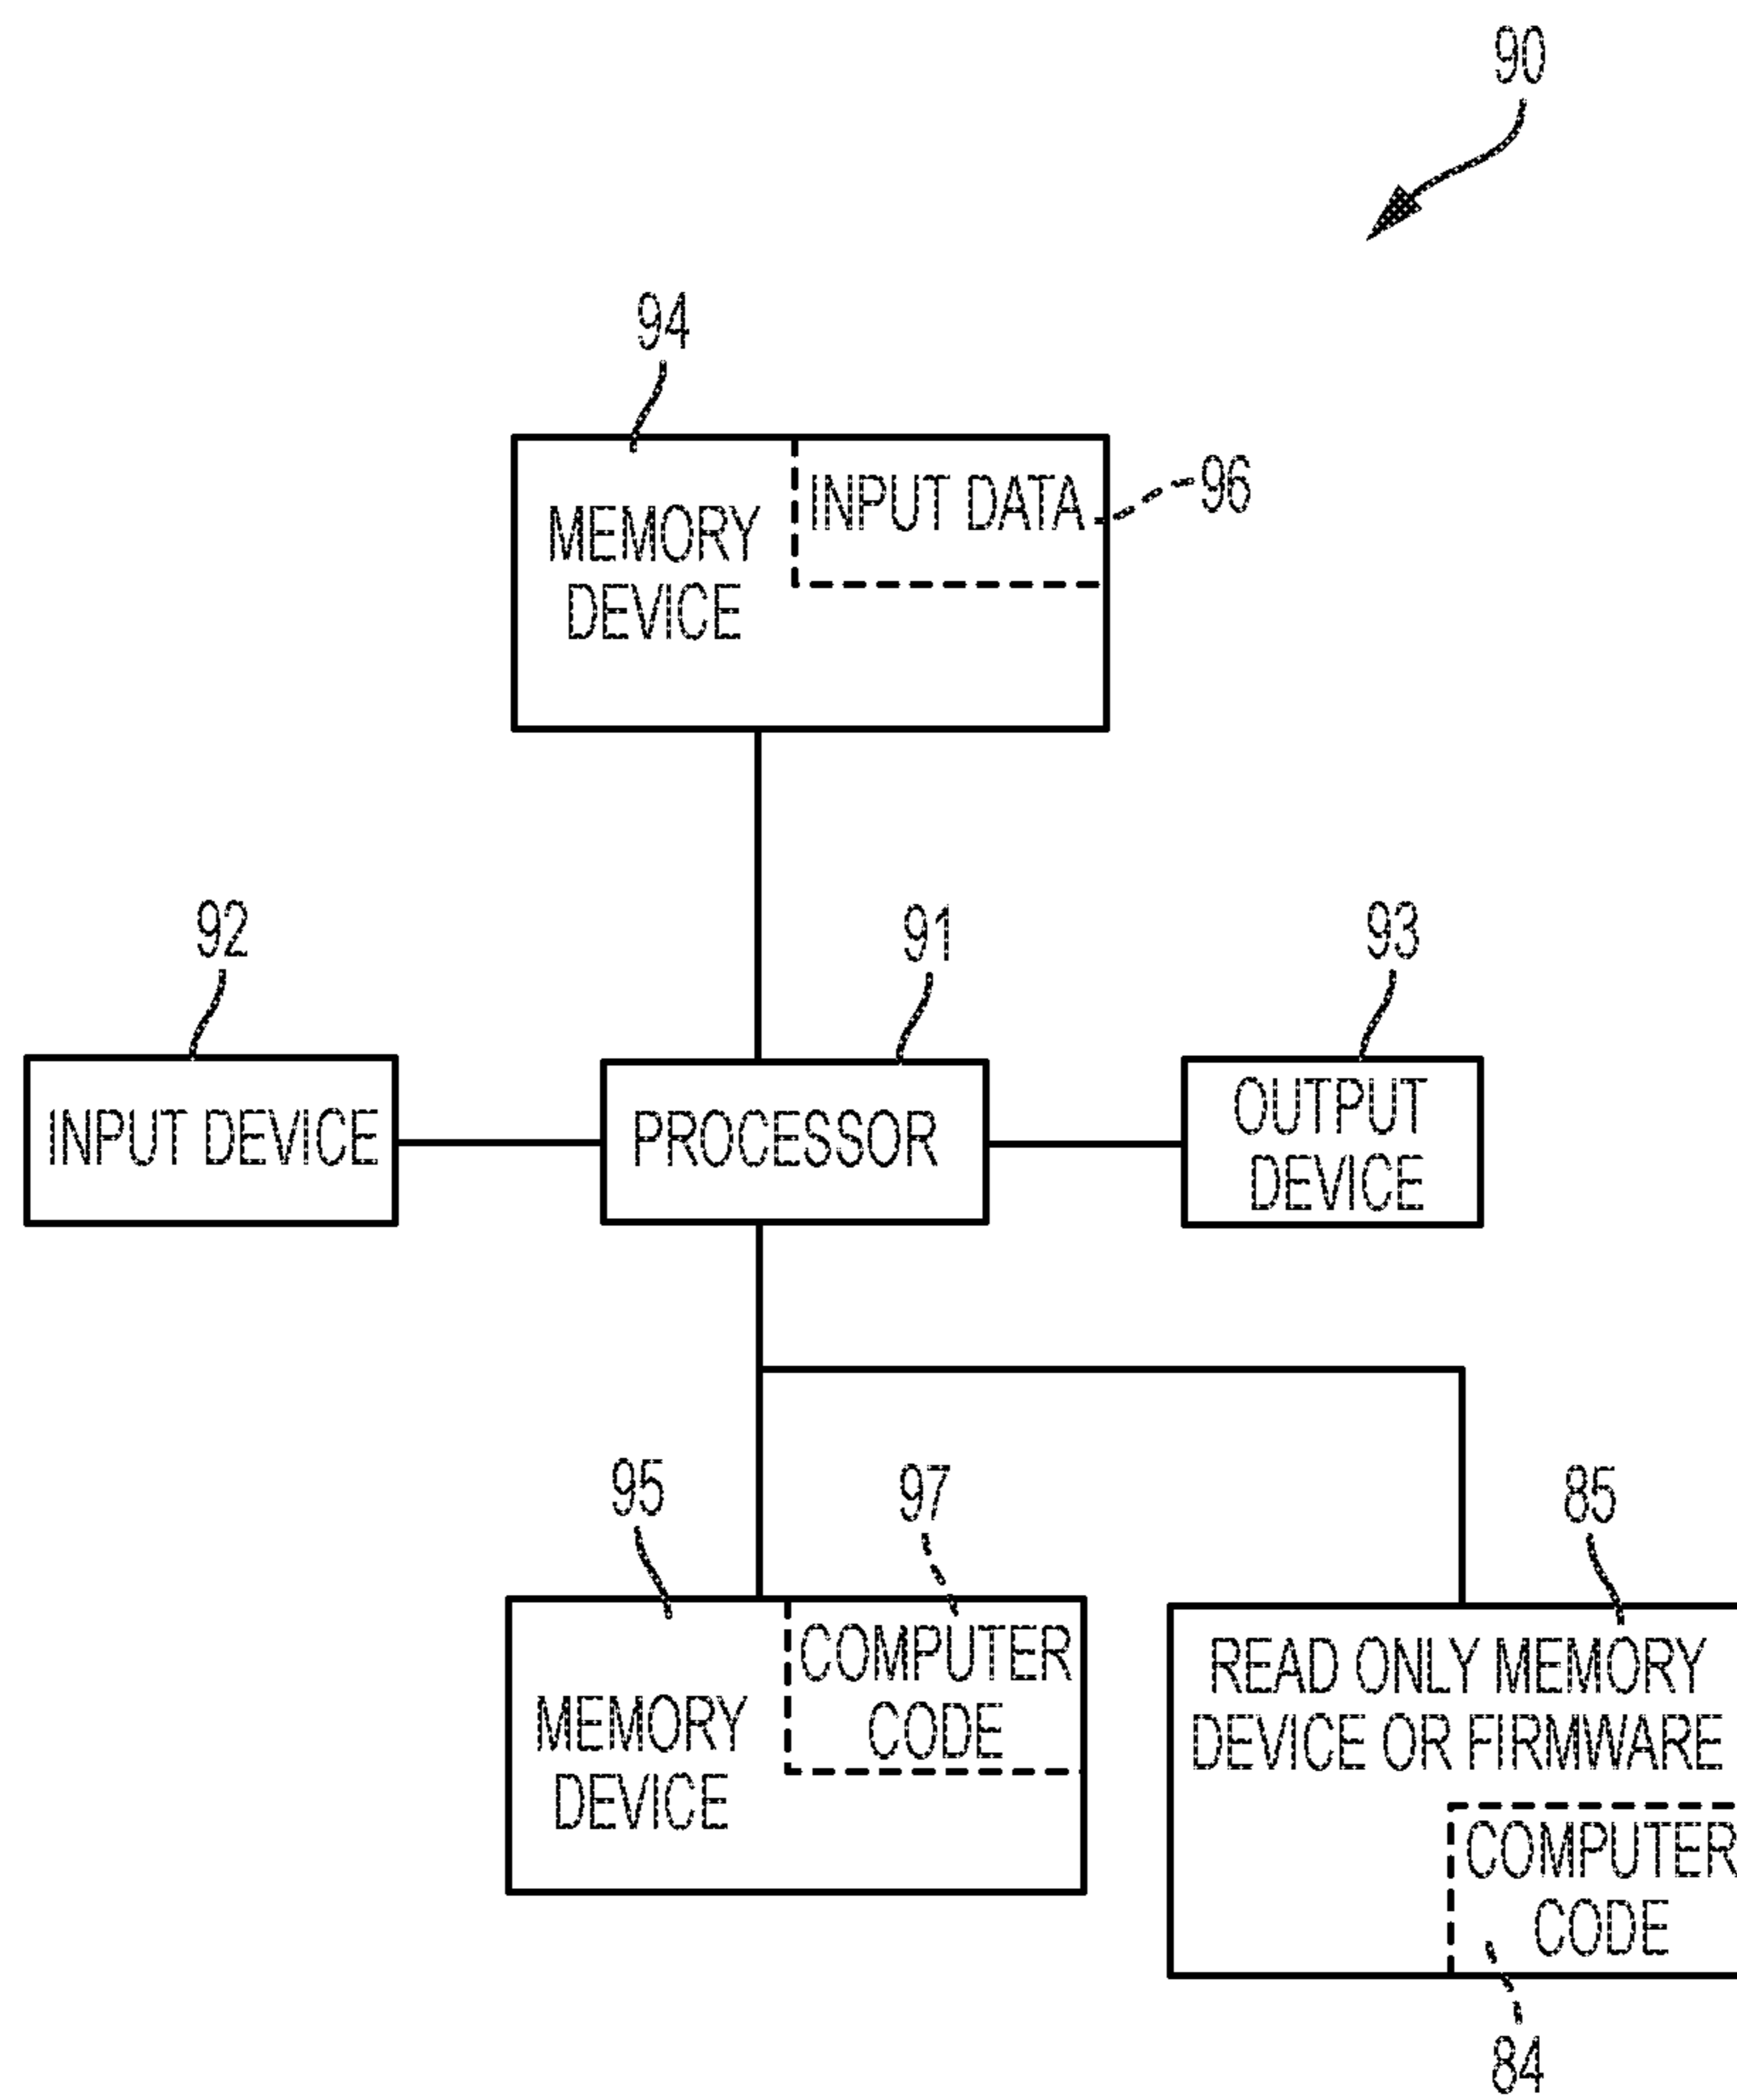 90
94
MEMORY
DEVICE
INPUT DATA
96
92
91
93
INPUT DEVICE
PROCESSOR
OUTPUT
DEVICE
95
97
85
MEMORY
DEVICE
COMPUTER
CODE
READ ONLY MEMORY
DEVICE OR FIRMWARE
COMPUTER
CODE
84